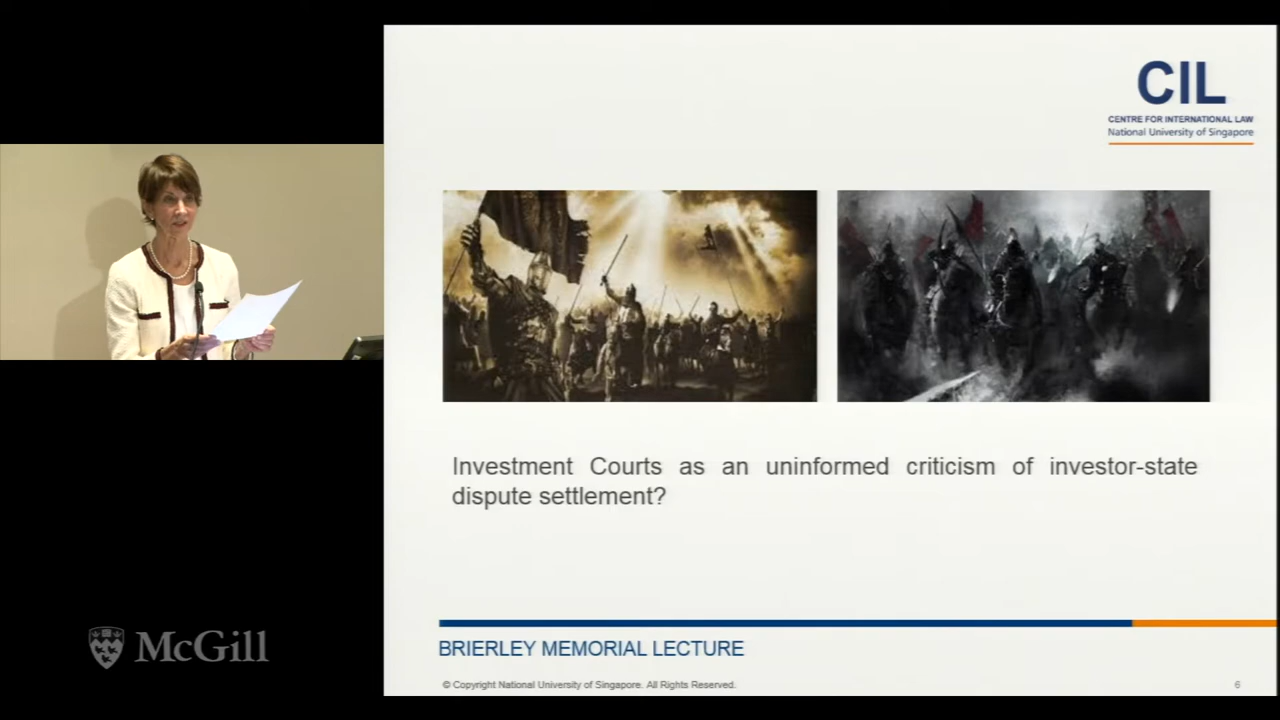 CIL
CENTRE FOR INTERNATIONAL LAW
National University of Singapore
Investment Courts as an uninformed criticism of investor-state
dispute settlement?
McGill
BRIERLEY MEMORIAL LECTURE
© Copyright National University of Singapore. All Rights Reserved.
6